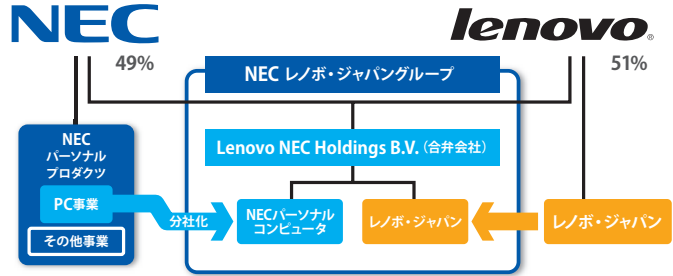 NEC
lenovo
49%
51%
NEC レノボ・ジャパングループ
NEC
パーソナル
プロダクツ
PC事業
その他事業
Lenovo NEC Holdings B.V.（合弁会社）
分社化
NECパーソナル
コンピュータ
レノボ・ジャパン
レノボ・ジャパン